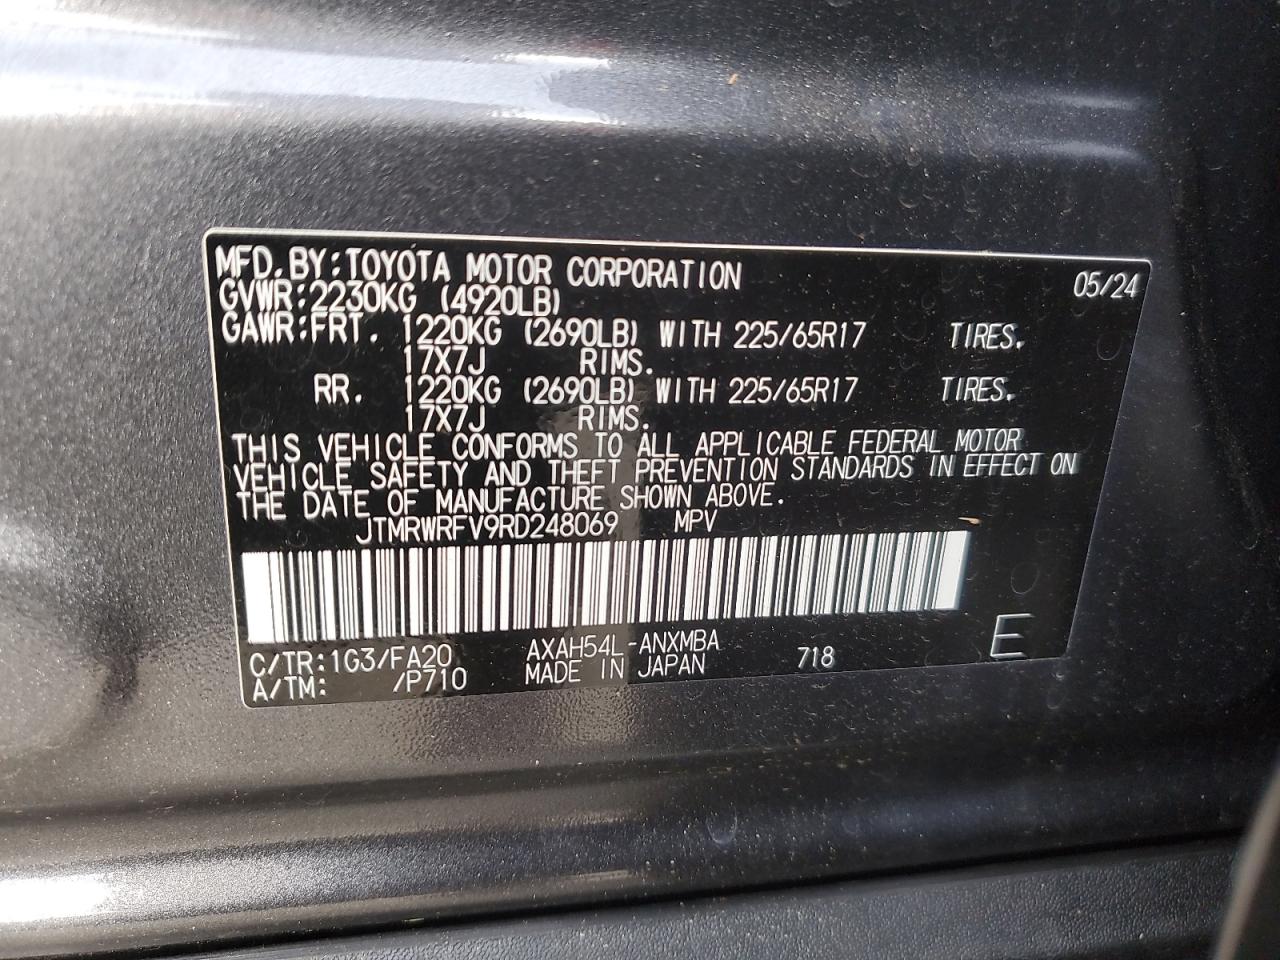 MFD. BY: TOYOTA MOTOR CORPORATION 05/24
GVWR: 2230KG (4920LB)
GAWR: FRT. 1220KG (2690LB) WITH 225/65R17 TIRES.
17X7J RIMS.
RR. 1220KG (2690LB) WITH 225/65R17 TIRES.
17X7J RIMS.
THIS VEHICLE CONFORMS TO ALL APPLICABLE FEDERAL MOTOR
VEHICLE SAFETY AND THEFT PREVENTION STANDARDS IN EFFECT ON
THE DATE OF MANUFACTURE SHOWN ABOVE.
JTMRWRFV9RD248069 MPV
C/TR: 1G3/FA20 AXAH54L-ANXMBA 718 E
A/TM: /P710 MADE IN JAPAN